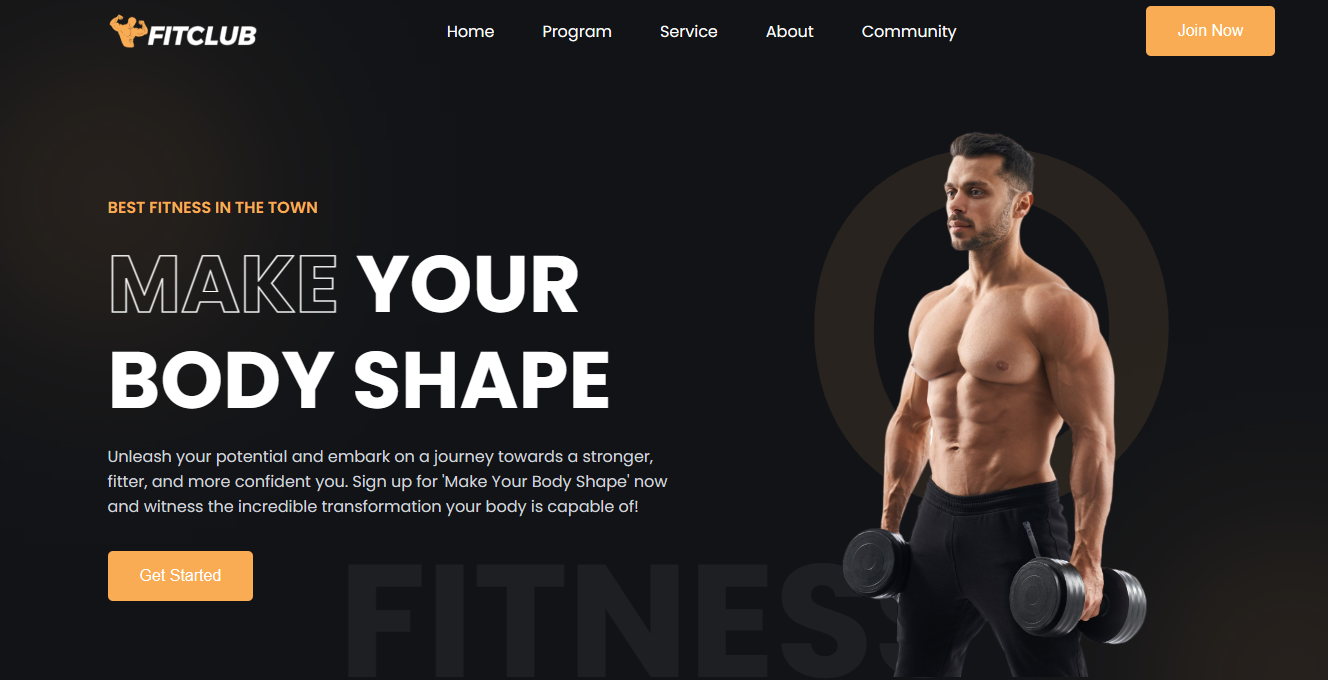 FITCLUB
Home
Program
Service
About
Community
Join Now
BEST FITNESS IN THE TOWN
MAKE YOUR
BODY SHAPE
Unleash your potential and embark on a journey towards a stronger,
fitter, and more confident you. Sign up for 'Make Your Body Shape' now
and witness the incredible transformation your body is capable of!
Get Started
FITNESS